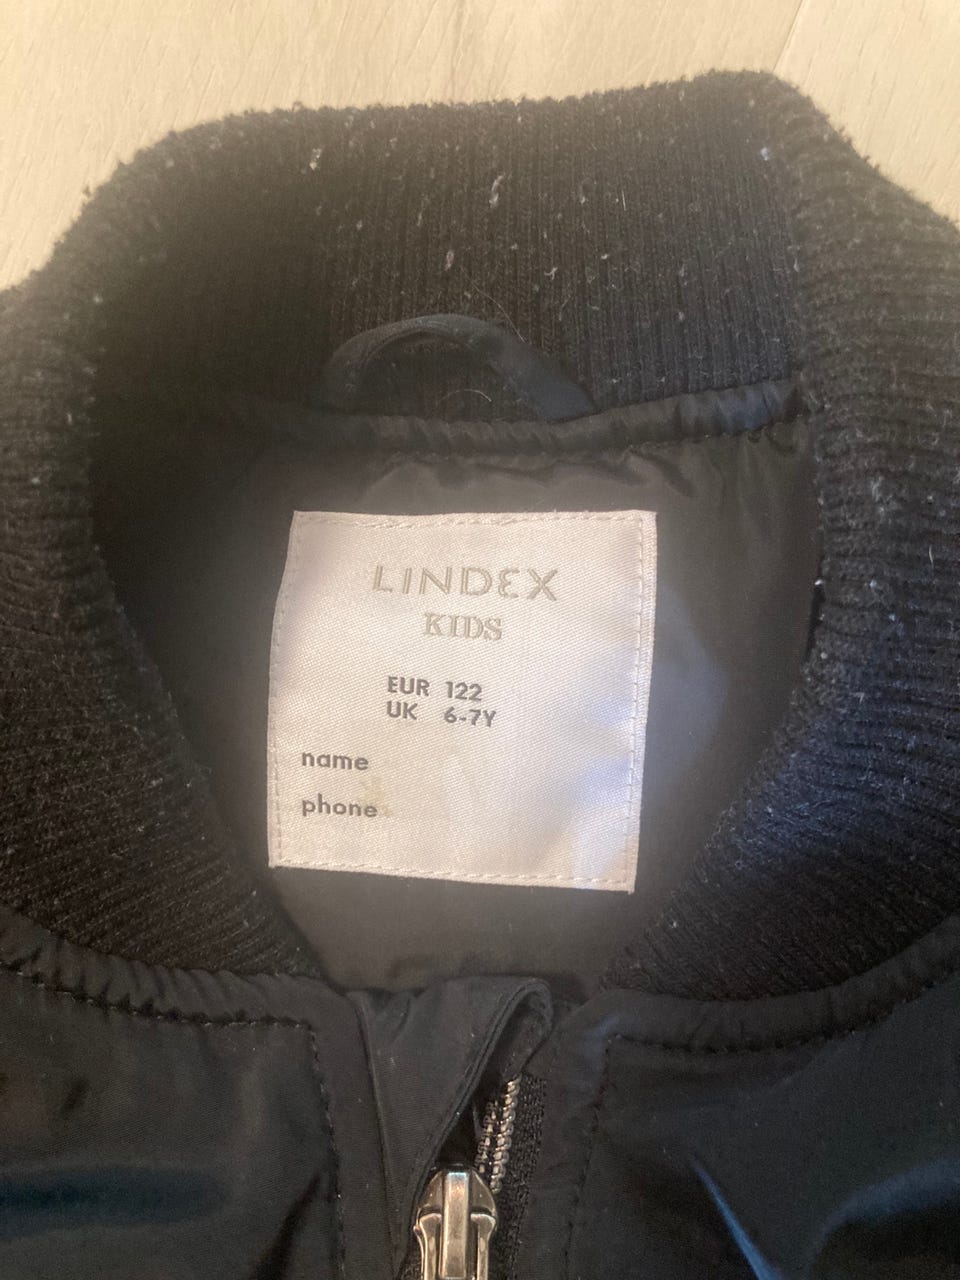 LINDEX
KIDS
EUR 122
UK 6-7Y
name
phone